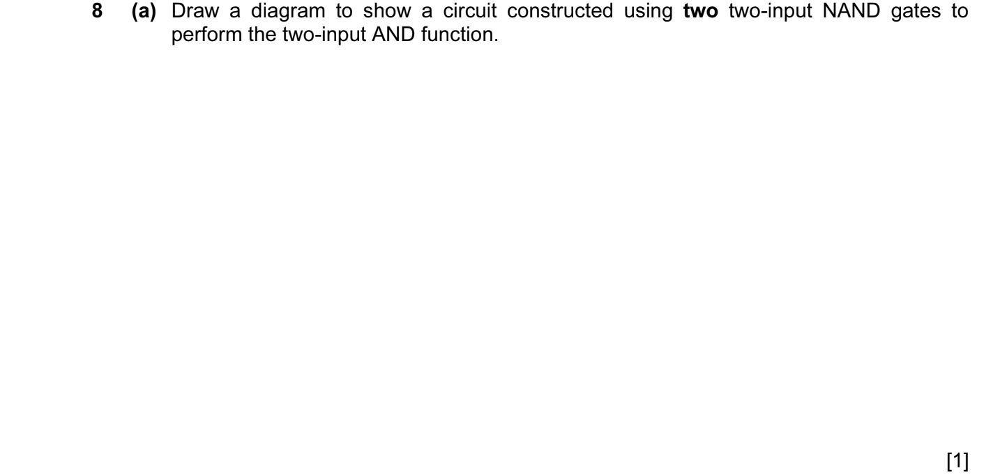 8 (a) Draw a diagram to show a circuit constructed using two two-input NAND gates to
perform the two-input AND function.
[1]